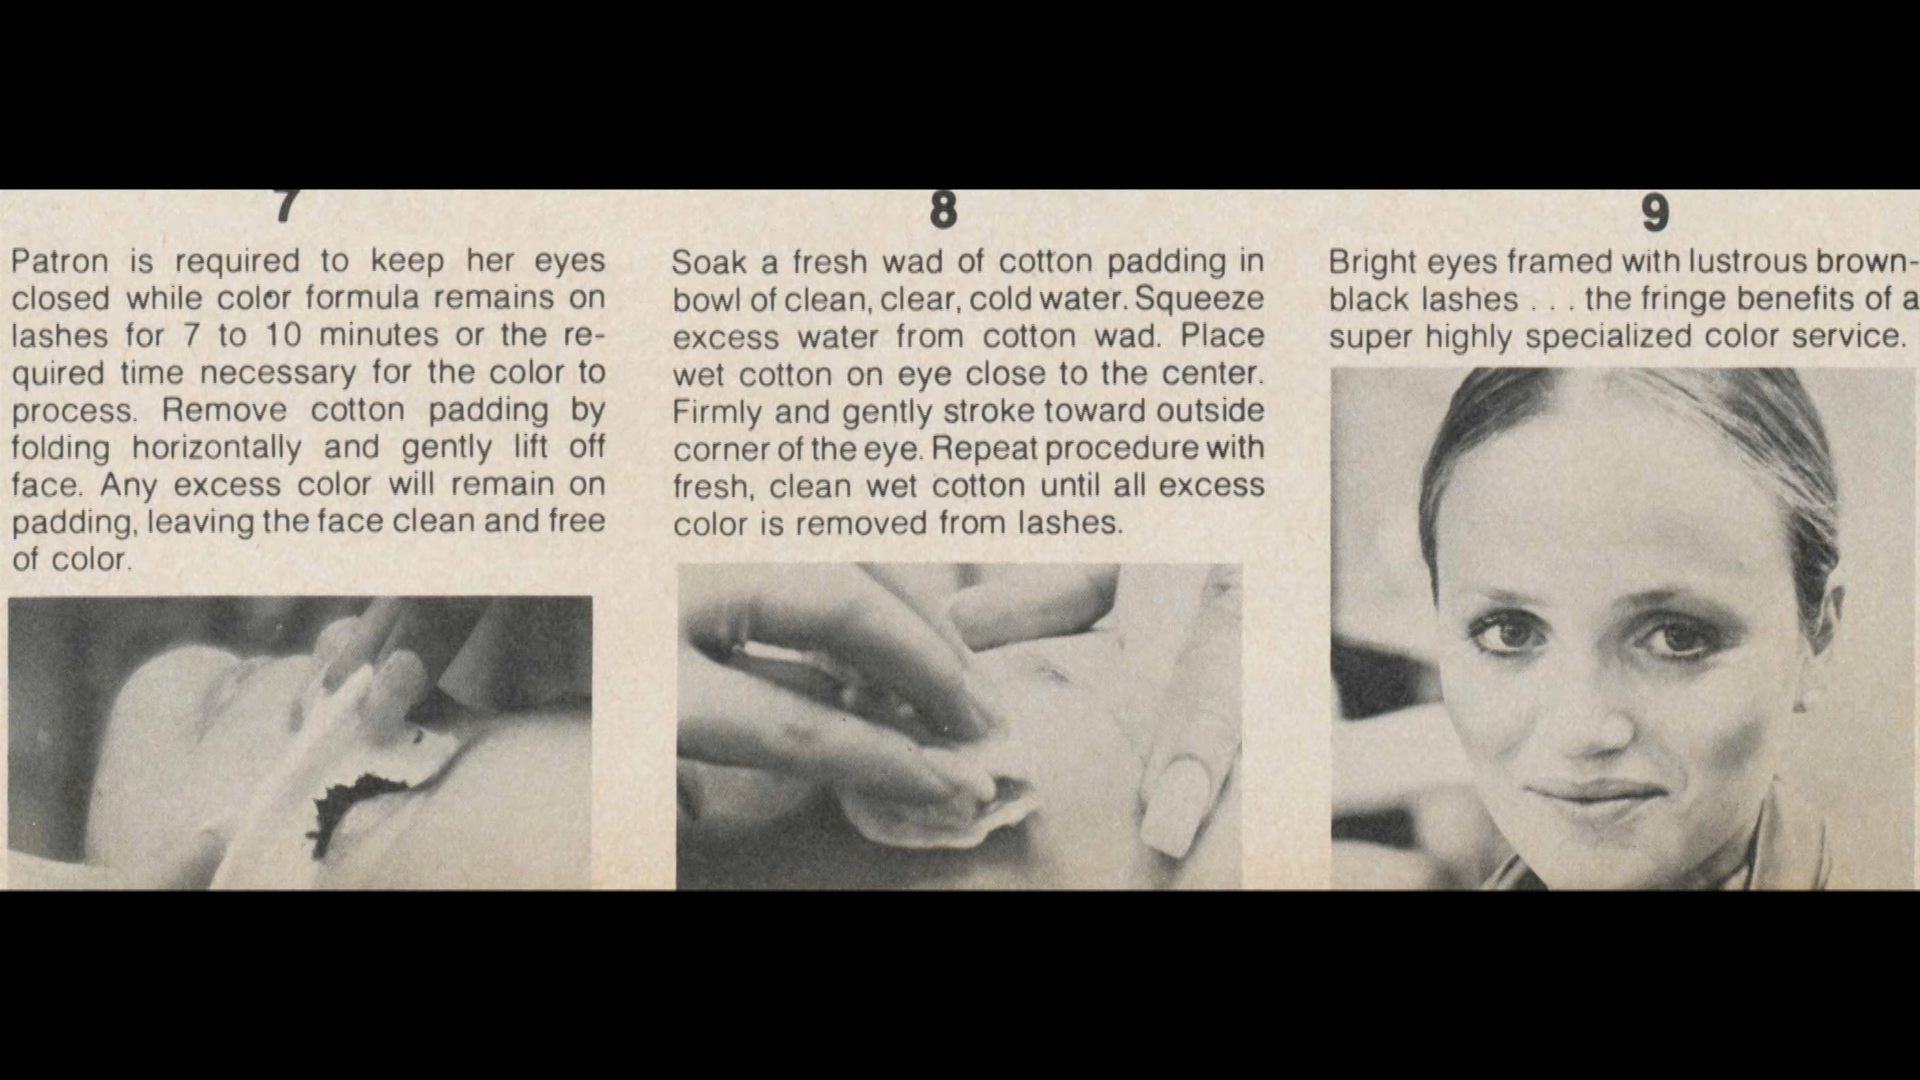 7
Patron is required to keep her eyes
closed while color formula remains on
lashes for 7 to 10 minutes or the re-
quired time necessary for the color to
process. Remove cotton padding by
folding horizontally and gently lift off
face. Any excess color will remain on
padding, leaving the face clean and free
of color.
8
Soak a fresh wad of cotton padding in
bowl of clean, clear, cold water. Squeeze
excess water from cotton wad. Place
wet cotton on eye close to the center.
Firmly and gently stroke toward outside
corner of the eye. Repeat procedure with
fresh, clean wet cotton until all excess
color is removed from lashes.
9
Bright eyes framed with lustrous brown-
black lashes . . . the fringe benefits of a
super highly specialized color service.